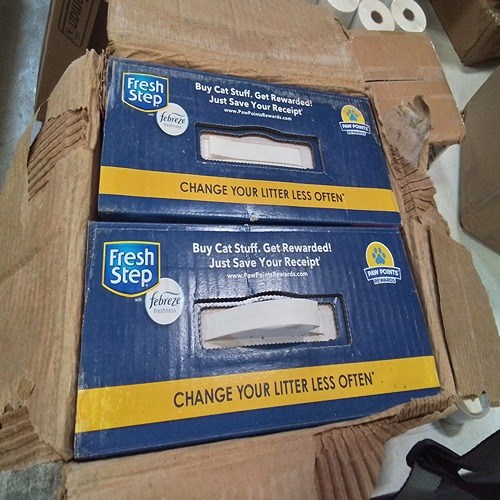 Fresh
Step
with
febreze
freshness
Buy Cat Stuff. Get Rewarded!
Just Save Your Receipt*
www.PawPointsRewards.com
PAW POINTS
REWARDS
CHANGE YOUR LITTER LESS OFTEN*
Fresh
Step
with
febreze
freshness
Buy Cat Stuff. Get Rewarded!
Just Save Your Receipt*
www.PawPointsRewards.com
PAW POINTS
REWARDS
CHANGE YOUR LITTER LESS OFTEN*